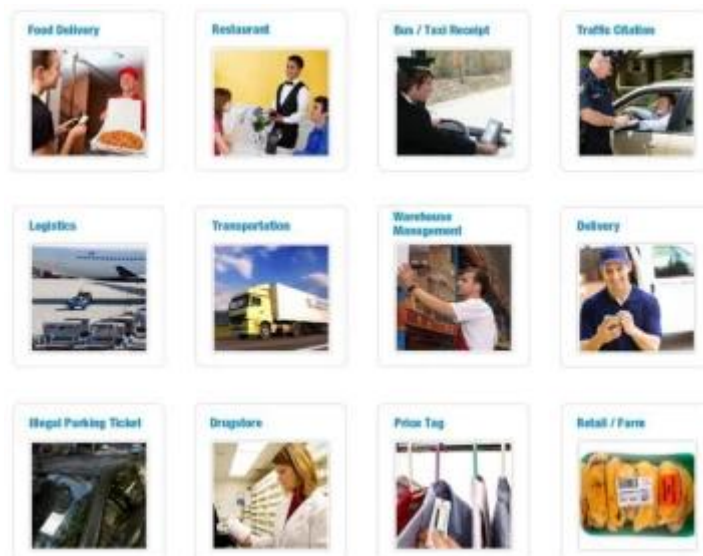 Food Delivery
Restaurant
Bus / Taxi Receipt
Traffic Citation
Logistics
Transportation
Warehouse
Management
Delivery
Illegal Parking Ticket
Drugstore
Price Tag
Retail / Farm